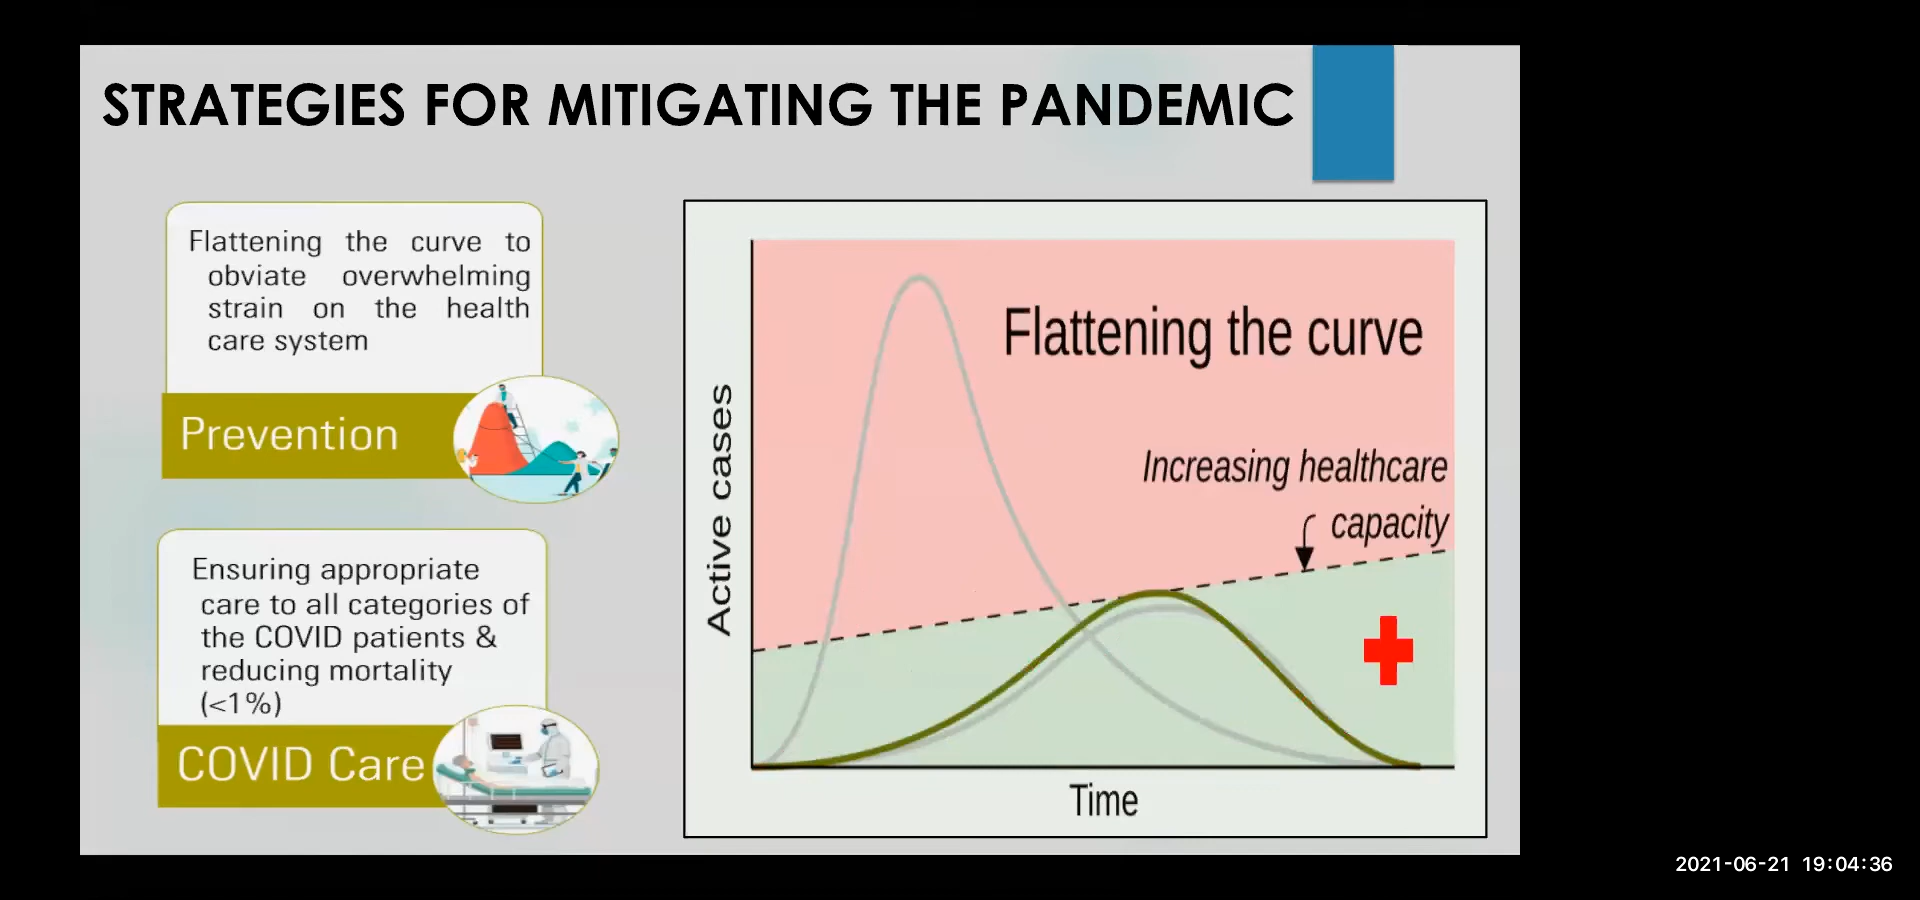 STRATEGIES FOR MITIGATING THE PANDEMIC
Flattening the curve to
obviate overwhelming
strain on the health
care system
Prevention
Ensuring appropriate
care to all categories of
the COVID patients &
reducing mortality
(<1%)
COVID Care
Flattening the curve
Increasing healthcare
capacity
Active cases
Time
2021-06-21 19:04:36